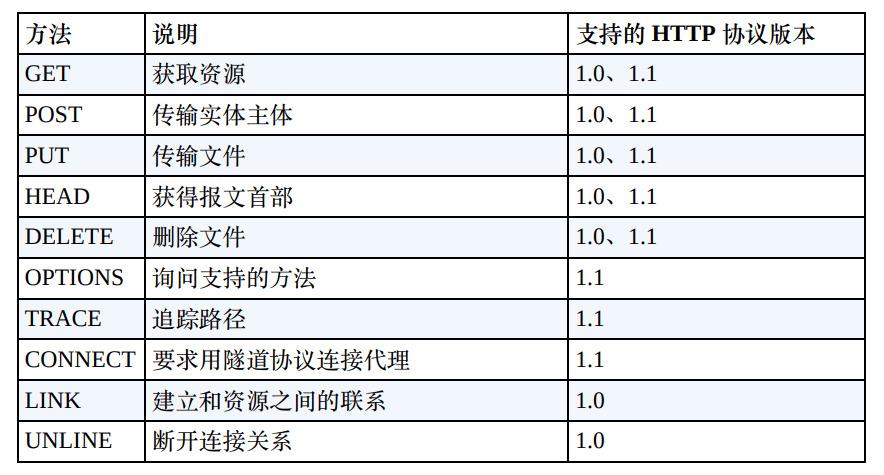 方法 说明 支持的 HTTP 协议版本
GET 获取资源 1.0、1.1
POST 传输实体主体 1.0、1.1
PUT 传输文件 1.0、1.1
HEAD 获得报文首部 1.0、1.1
DELETE 删除文件 1.0、1.1
OPTIONS 询问支持的方法 1.1
TRACE 追踪路径 1.1
CONNECT 要求用隧道协议连接代理 1.1
LINK 建立和资源之间的联系 1.0
UNLINE 断开连接关系 1.0